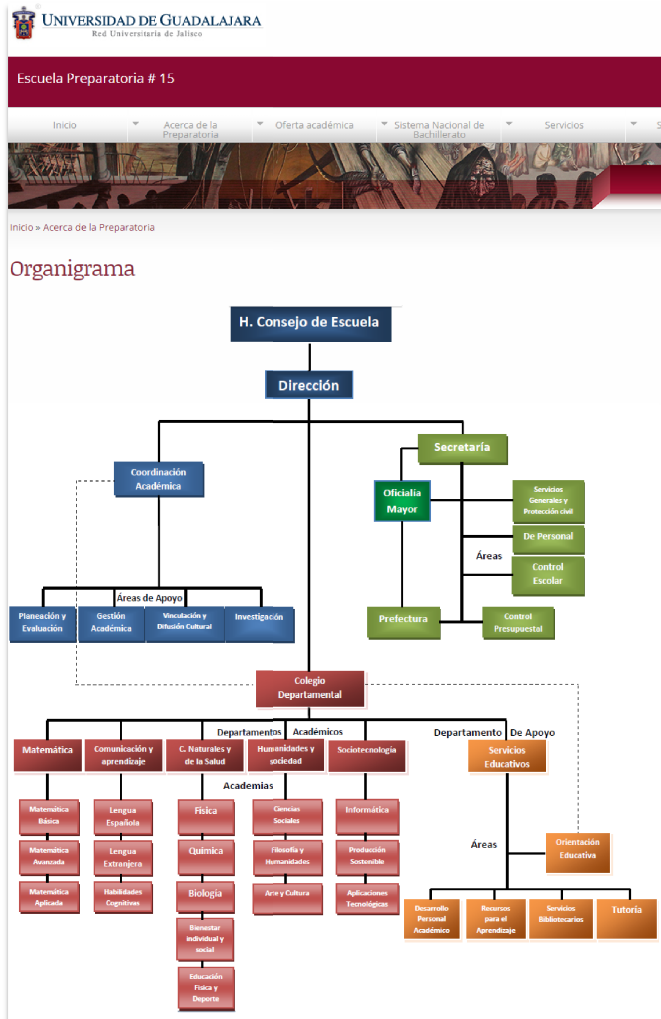 UNIVERSIDAD DE GUADALAJARA
Red Universitaria de Jalisco
Escuela Preparatoria # 15
Inicio
Acerca de la
Preparatoria
Oferta académica
Sistema Nacional de
Bachillerato
Servicios
S
Inicio » Acerca de la Preparatoria
Organigrama
H. Consejo de Escuela
Dirección
Secretaría
Coordinación
Académica
Oficialia
Mayor
Servicios
Generales y
Protección civil
De Personal
Áreas
Control
Escolar
Áreas de Apoyo
Planeación y
Evaluación
Gestión
Académica
Vinculación y
Difusión Cultural
Investigación
Prefectura
Control
Presupuestal
Colegio
Departamental
Departamentos Académicos
Departamento De Apoyo
Matemática
Comunicación y
aprendizaje
C. Naturales y
de la Salud
Humanidades y
sociedad
Sociotecnología
Servicios
Educativos
Academias
Matemática
Básica
Lengua
Española
Física
Ciencias
Sociales
Informática
Matemática
Avanzada
Lengua
Extranjera
Química
Filosofía y
Humanidades
Producción
Sostenible
Áreas
Orientación
Educativa
Matemática
Aplicada
Habilidades
Cognitivas
Biología
Arte y Cultura
Aplicaciones
Tecnológicas
Desarrollo
Personal
Académico
Recursos
para el
Aprendizaje
Servicios
Bibliotecarios
Tutoría
Bienestar
individual y
social
Educación
Física y
Deporte